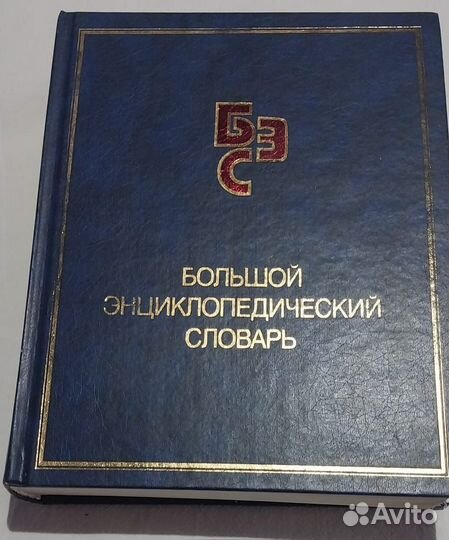 БЭС
БОЛЬШОЙ
ЭНЦИКЛОПЕДИЧЕСКИЙ
СЛОВАРЬ
Avito